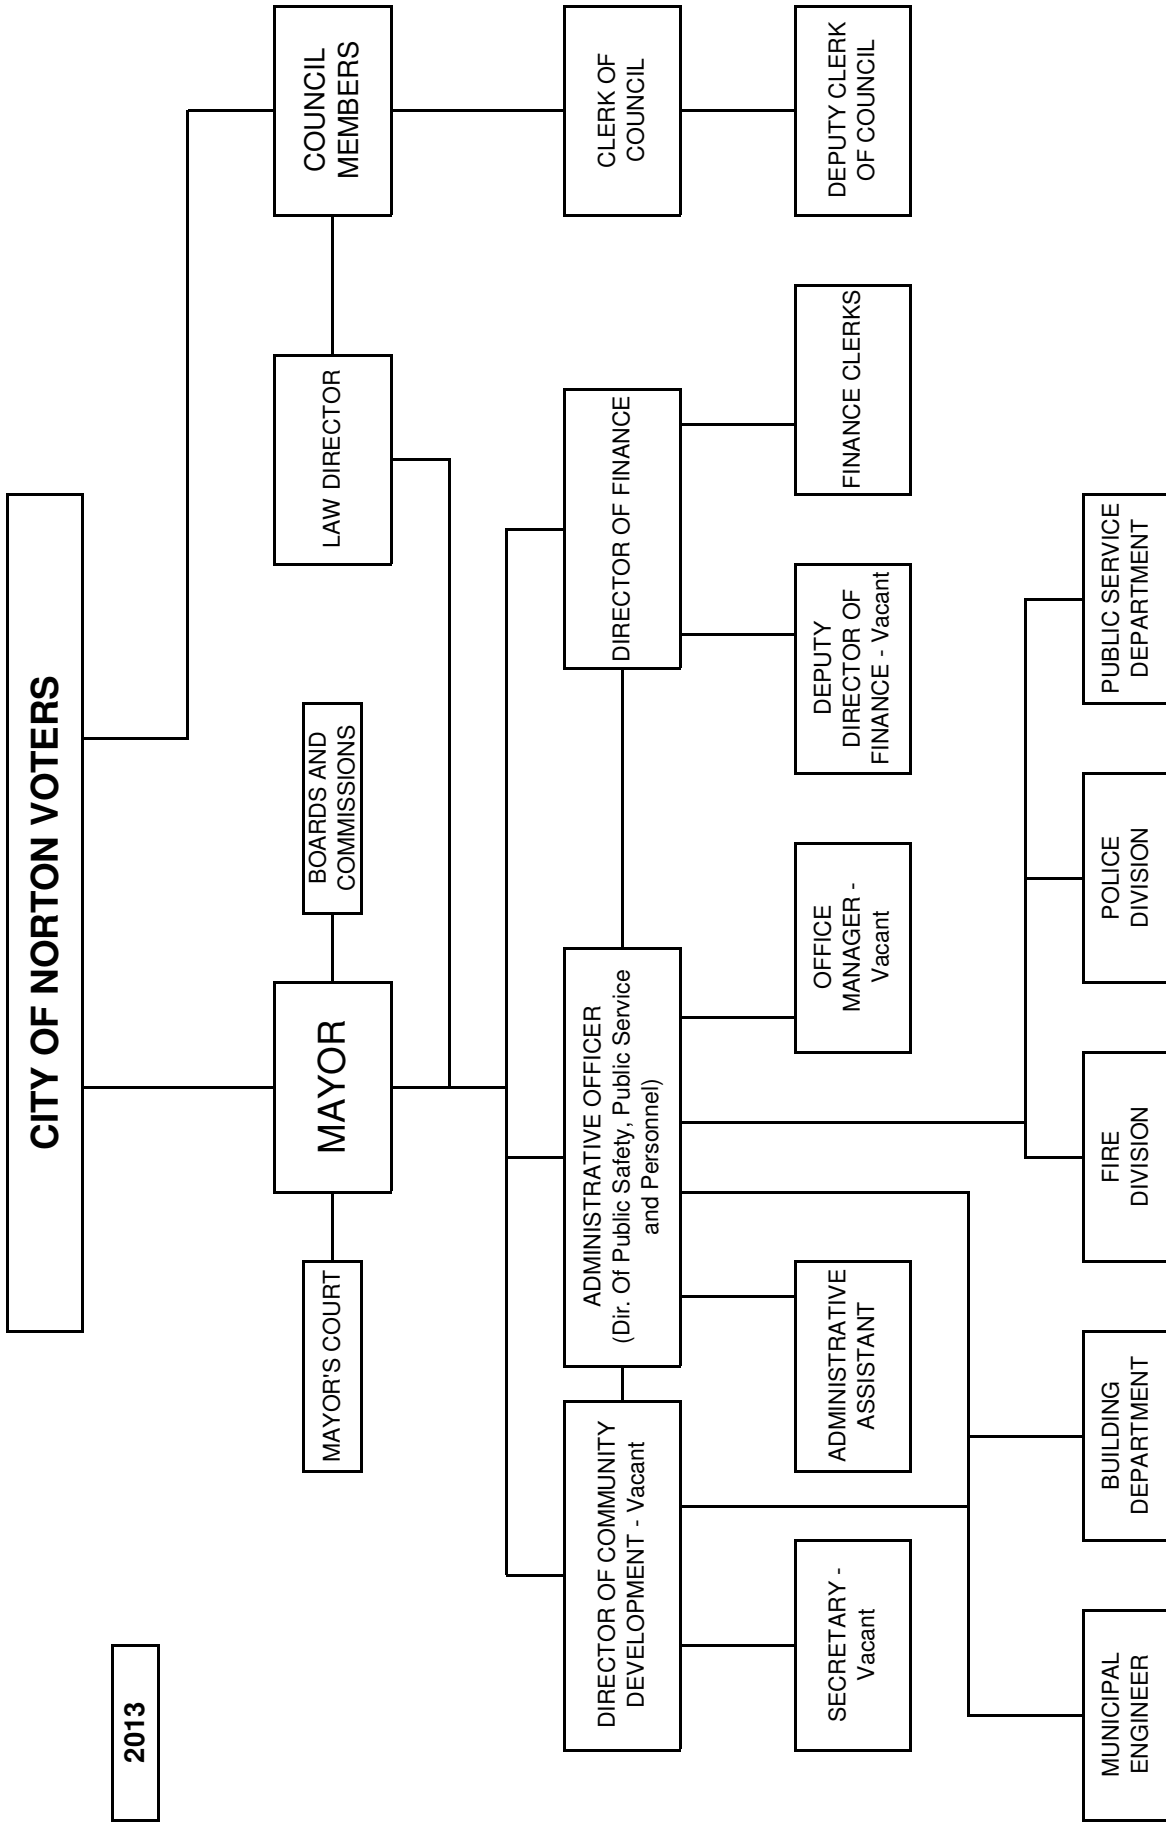 CITY OF NORTON VOTERS
2013
MAYOR'S COURT
MAYOR
BOARDS AND
COMMISSIONS
LAW DIRECTOR
COUNCIL
MEMBERS
DIRECTOR OF COMMUNITY
DEVELOPMENT - Vacant
ADMINISTRATIVE OFFICER
(Dir. Of Public Safety, Public Service
and Personnel)
DIRECTOR OF FINANCE
CLERK OF
COUNCIL
SECRETARY -
Vacant
ADMINISTRATIVE
ASSISTANT
OFFICE
MANAGER -
Vacant
DEPUTY
DIRECTOR OF
FINANCE - Vacant
FINANCE CLERKS
DEPUTY CLERK
OF COUNCIL
MUNICIPAL
ENGINEER
BUILDING
DEPARTMENT
FIRE
DIVISION
POLICE
DIVISION
PUBLIC SERVICE
DEPARTMENT